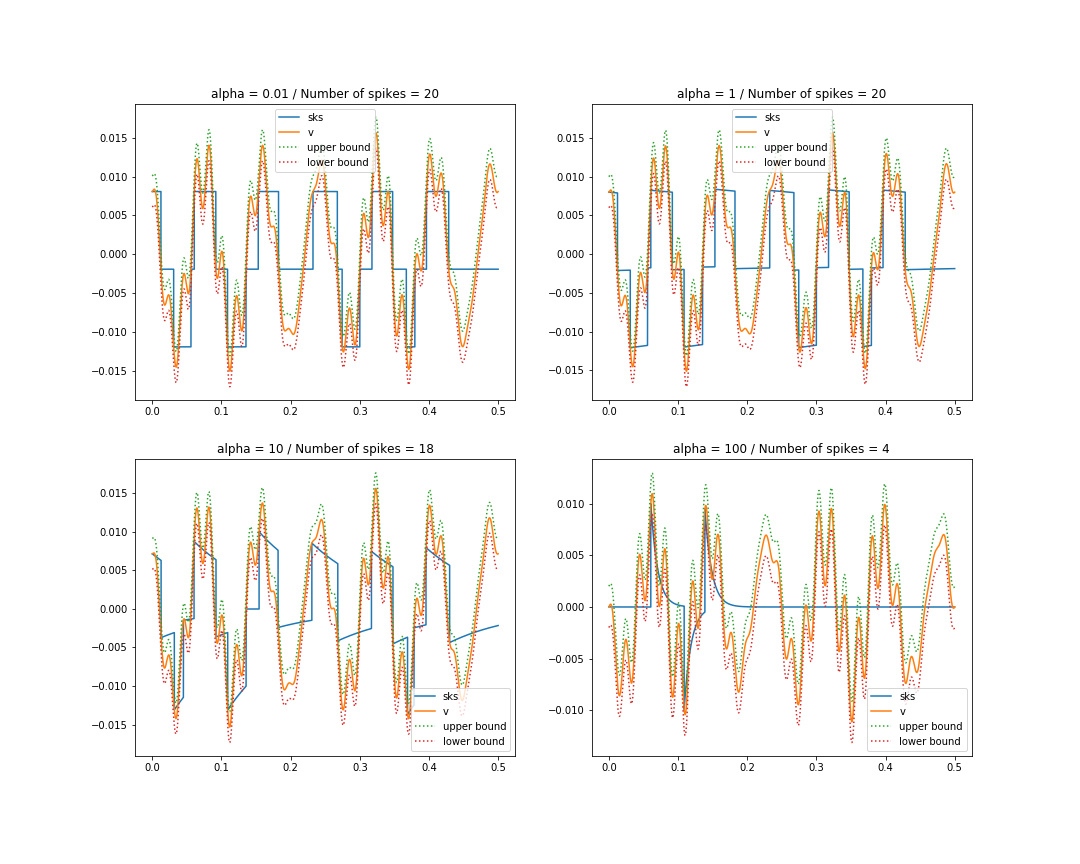 alpha = 0.01 / Number of spikes = 20
sks
v
upper bound
lower bound
0.015
0.010
0.005
0.000
−0.005
−0.010
−0.015
0.0 0.1 0.2 0.3 0.4 0.5
alpha = 1 / Number of spikes = 20
sks
v
upper bound
lower bound
0.015
0.010
0.005
0.000
−0.005
−0.010
−0.015
0.0 0.1 0.2 0.3 0.4 0.5
alpha = 10 / Number of spikes = 18
0.015
0.010
0.005
0.000
−0.005
−0.010
−0.015
sks
v
upper bound
lower bound
0.0 0.1 0.2 0.3 0.4 0.5
alpha = 100 / Number of spikes = 4
0.010
0.005
0.000
−0.005
−0.010
sks
v
upper bound
lower bound
0.0 0.1 0.2 0.3 0.4 0.5